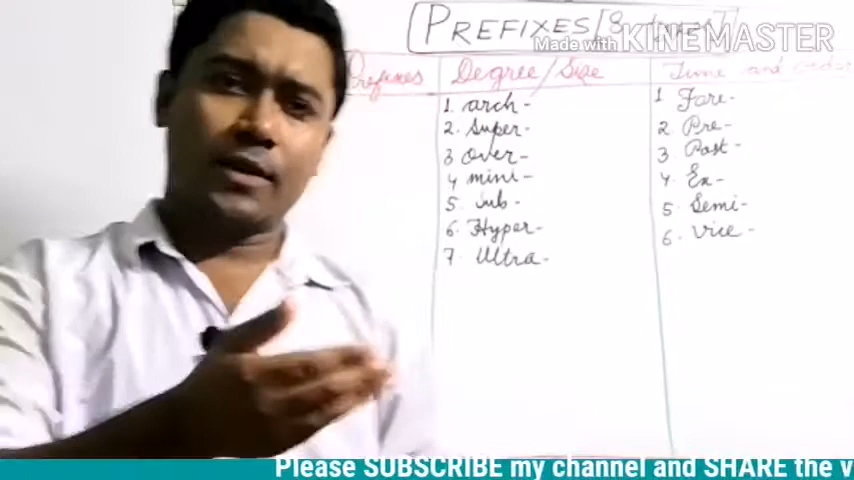 PREFIXES [8
Made with KINEMASTER
Prefixes
Degree/Size
Time and order
1. arch-
2. Super-
3 Over-
4 mini-
5. sub-
6. Hyper-
7. Ultra-
1 Fore-
2. Pre-
3. Post-
4. Ex-
5. Semi-
6. Vice-
Please SUBSCRIBE my channel and SHARE the v